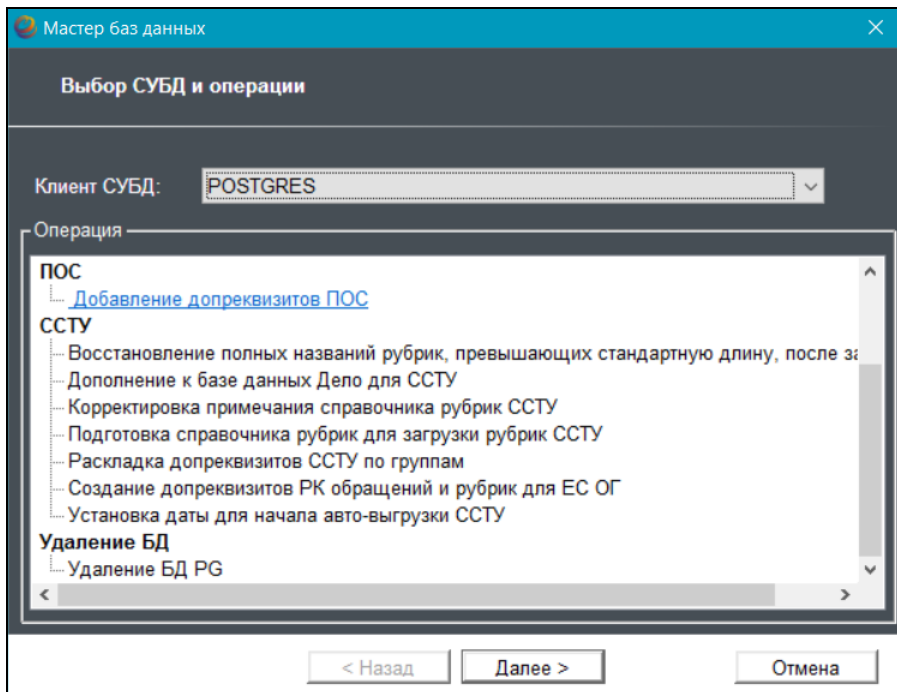 Мастер баз данных
Выбор СУБД и операции
Клиент СУБД: POSTGRES
Операция
ПОС
Добавление допреквизитов ПОС
ССТУ
Восстановление полных названий рубрик, превышающих стандартную длину, после за
Дополнение к базе данных Дело для ССТУ
Корректировка примечания справочника рубрик ССТУ
Подготовка справочника рубрик для загрузки рубрик ССТУ
Раскладка допреквизитов ССТУ по группам
Создание допреквизитов РК обращений и рубрик для ЕС ОГ
Установка даты для начала авто-выгрузки ССТУ
Удаление БД
Удаление БД PG
< Назад Далее > Отмена